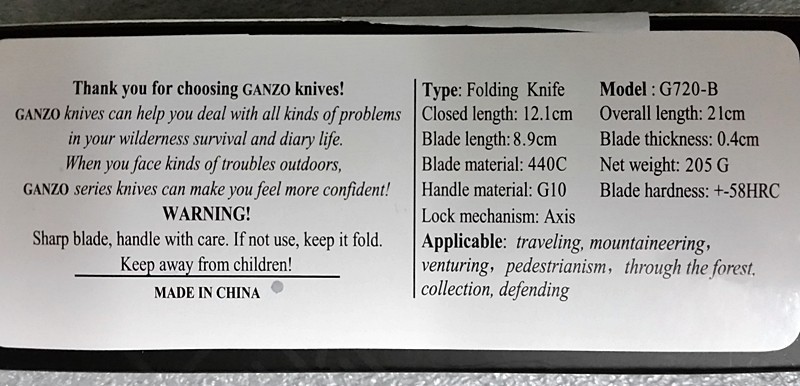 Thank you for choosing GANZO knives!
GANZO knives can help you deal with all kinds of problems
in your wilderness survival and diary life.
When you face kinds of troubles outdoors,
GANZO series knives can make you feel more confident!
WARNING!
Sharp blade, handle with care. If not use, keep it fold.
Keep away from children!
MADE IN CHINA
Type: Folding Knife
Closed length: 12.1cm
Blade length: 8.9cm
Blade material: 440C
Handle material: G10
Lock mechanism: Axis
Model : G720-B
Overall length: 21cm
Blade thickness: 0.4cm
Net weight: 205 G
Blade hardness: +-58HRC
Applicable: traveling, mountaineering,
venturing, pedestrianism, through the forest,
collection, defending